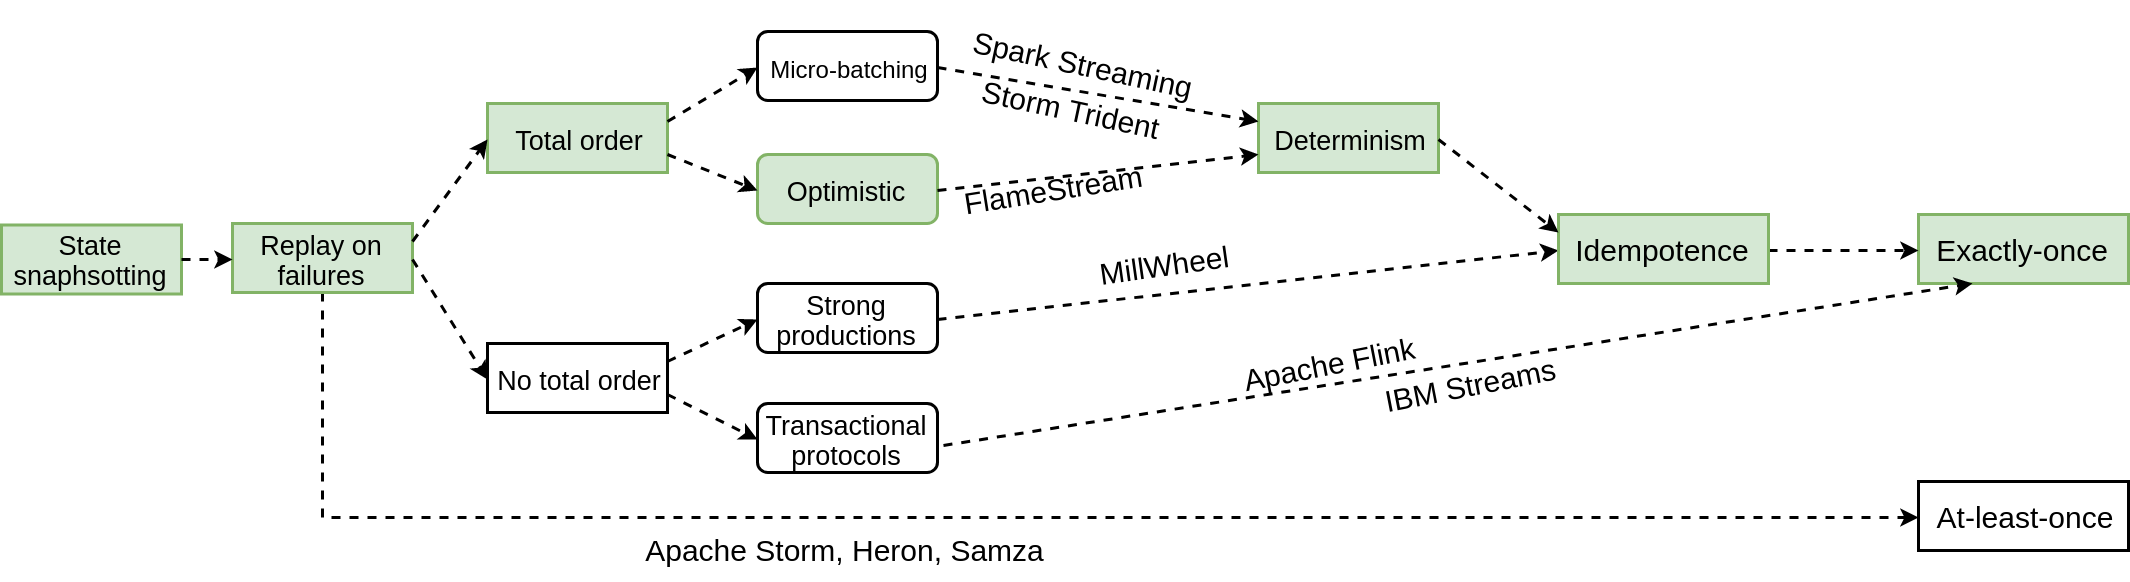 State
snaphsotting
Replay on
failures
Total order
No total order
Micro-batching
Optimistic
Strong
productions
Transactional
protocols
Spark Streaming
Storm Trident
FlameStream
MillWheel
Apache Flink
IBM Streams
Apache Storm, Heron, Samza
Determinism
Idempotence
Exactly-once
At-least-once